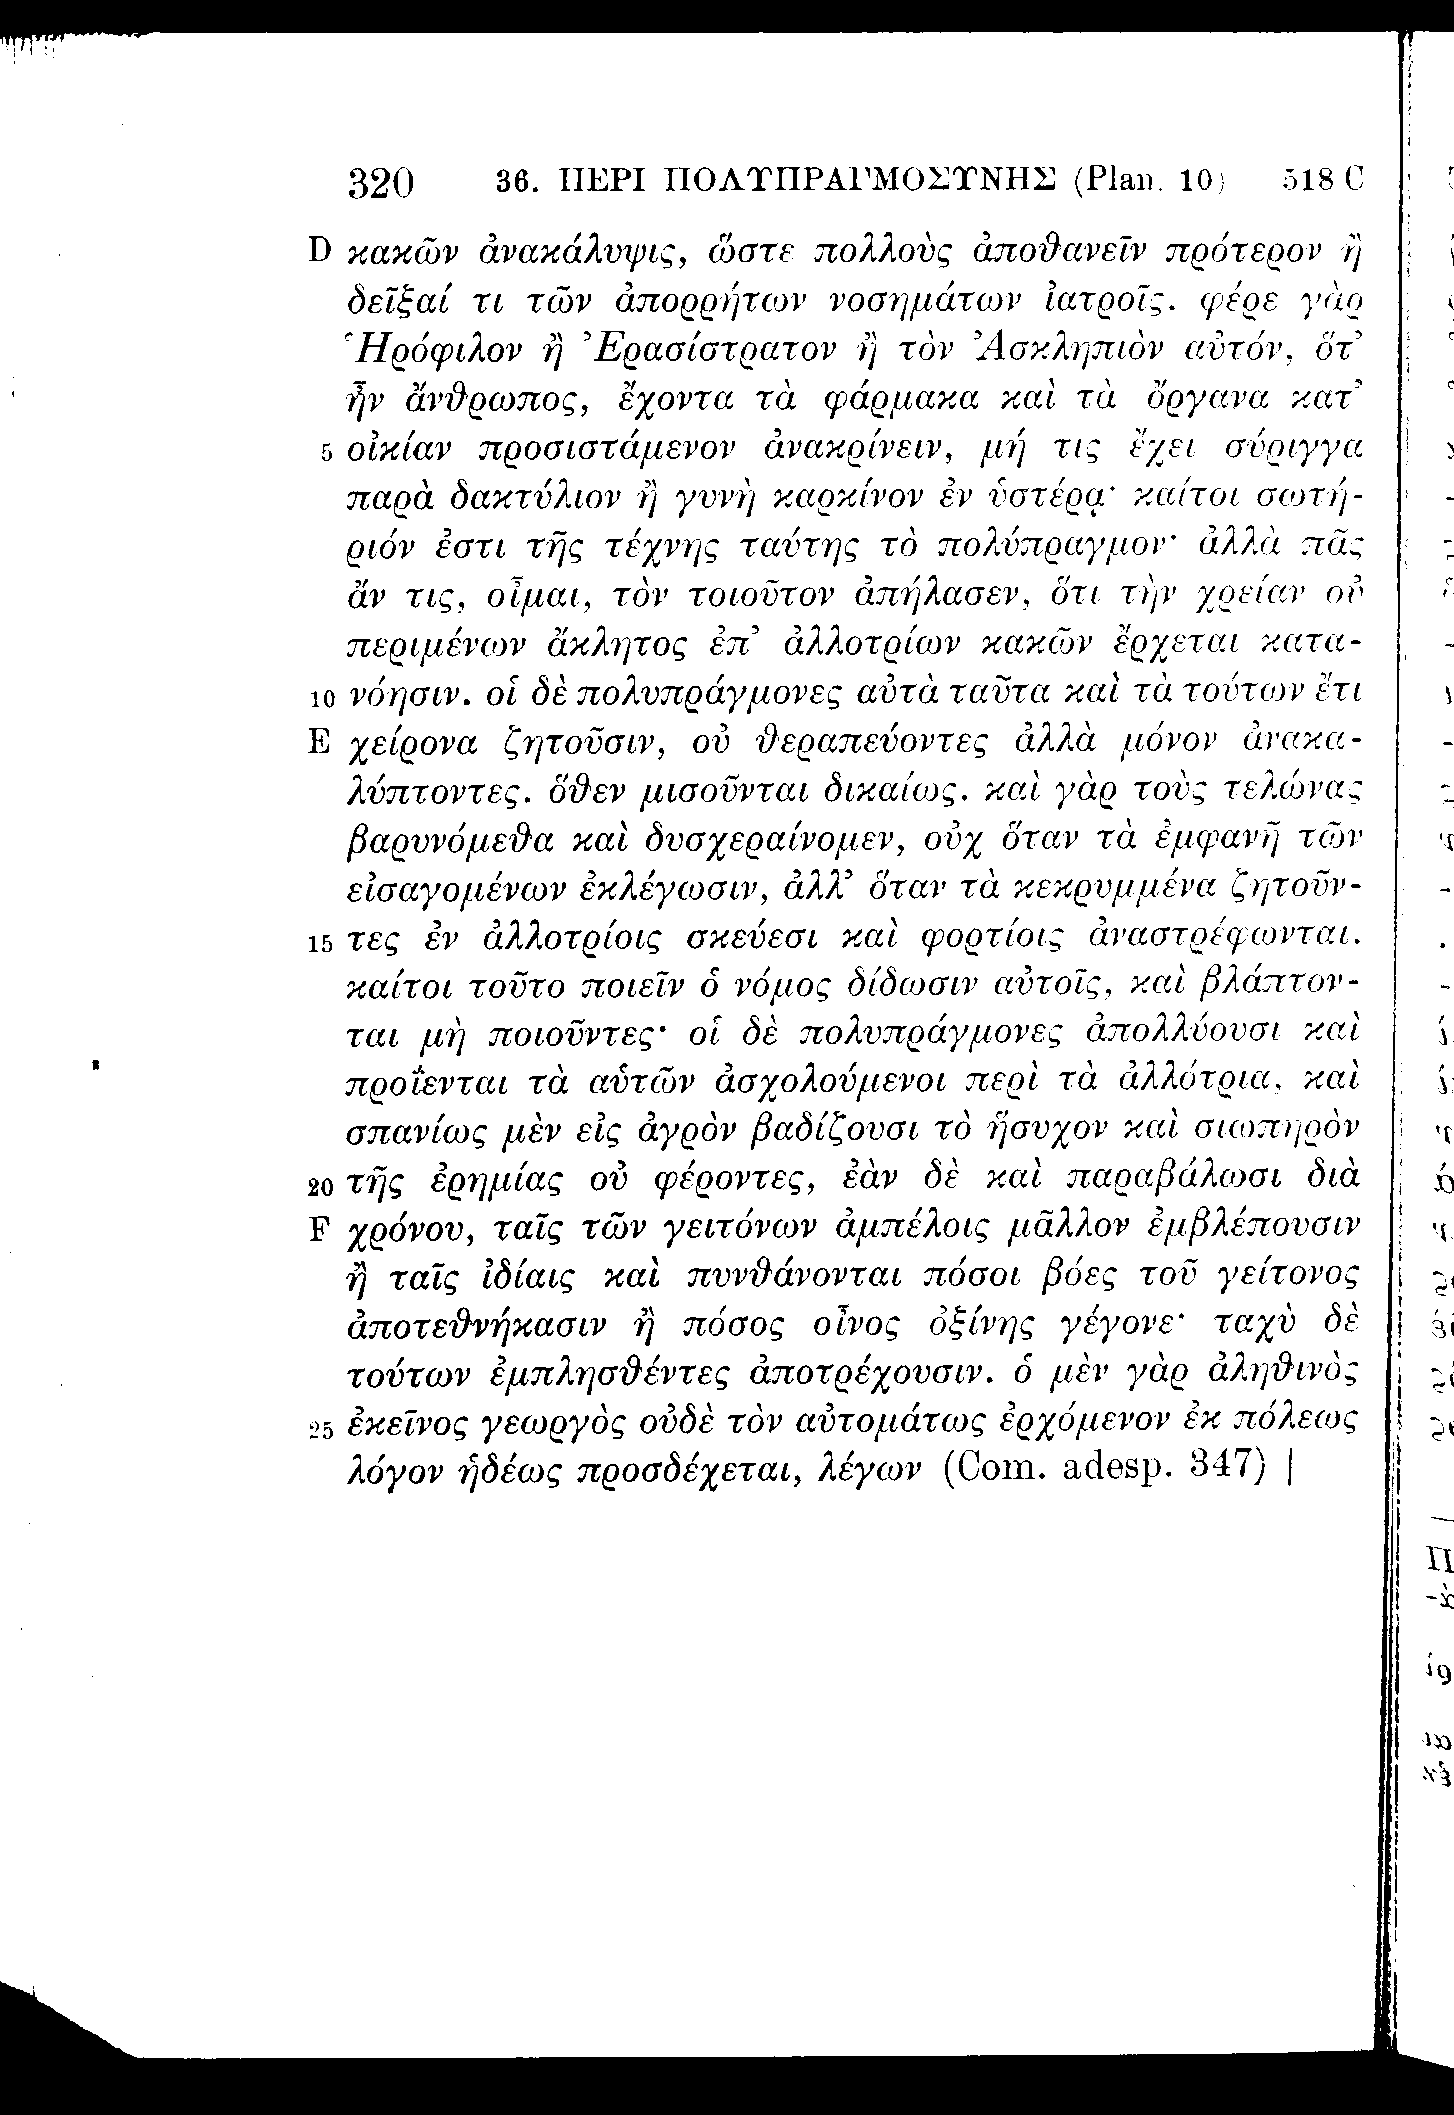 320 36. ΠΕΡΙ ΠΟΛΥΠΡΑΓΜΟΣΥΝΗΣ (Plan. 10) 518 C
D κακῶν ἀνακάλυψις, ὥστε πολλοὺς ἀποθανεῖν πρότερον ἢ
δεῖξαί τι τῶν ἀπορρήτων νοσημάτων ἰατροῖς. φέρε γὰρ
Ἡρόφιλον ἢ Ἐρασίστρατον ἢ τὸν Ἀσκληπιὸν αὐτόν, ὅτ’
ἦν ἄνθρωπος, ἔχοντα τὰ φάρμακα καὶ τὰ ὄργανα κατ’
5 οἰκίαν προσιστάμενον ἀνακρίνειν, μή τις ἔχει σύριγγα
παρὰ δακτύλιον ἢ γυνὴ καρκίνον ἐν ὑστέρᾳ· καίτοι σωτή-
ριόν ἐστι τῆς τέχνης ταύτης τὸ πολύπραγμον· ἀλλὰ πᾶς
ἄν τις, οἶμαι, τὸν τοιοῦτον ἀπήλασεν, ὅτι τὴν χρείαν οὐ
περιμένων ἄκλητος ἐπ’ ἀλλοτρίων κακῶν ἔρχεται κατα-
10 νόησιν. οἱ δὲ πολυπράγμονες αὐτὰ ταῦτα καὶ τὰ τούτων ἔτι
E χείρονα ζητοῦσιν, οὐ θεραπεύοντες ἀλλὰ μόνον ἀνακα-
λύπτοντες. ὅθεν μισοῦνται δικαίως. καὶ γὰρ τοὺς τελώνας
βαρυνόμεθα καὶ δυσχεραίνομεν, οὐχ ὅταν τὰ ἐμφανῆ τῶν
εἰσαγομένων ἐκλέγωσιν, ἀλλ’ ὅταν τὰ κεκρυμμένα ζητοῦν-
15 τες ἐν ἀλλοτρίοις σκεύεσι καὶ φορτίοις ἀναστρέφωνται.
καίτοι τοῦτο ποιεῖν ὁ νόμος δίδωσιν αὐτοῖς, καὶ βλάπτον-
ται μὴ ποιοῦντες· οἱ δὲ πολυπράγμονες ἀπολλύουσι καὶ
προΐενται τὰ αὑτῶν ἀσχολούμενοι περὶ τὰ ἀλλότρια, καὶ
σπανίως μὲν εἰς ἀγρὸν βαδίζουσι τὸ ἥσυχον καὶ σιωπηρὸν
20 τῆς ἐρημίας οὐ φέροντες, ἐὰν δὲ καὶ παραβάλωσι διὰ
F χρόνου, ταῖς τῶν γειτόνων ἀμπέλοις μᾶλλον ἐμβλέπουσιν
ἢ ταῖς ἰδίαις καὶ πυνθάνονται πόσοι βόες τοῦ γείτονος
ἀποτεθνήκασιν ἢ πόσος οἶνος ὀξίνης γέγονε· ταχὺ δὲ
τούτων ἐμπλησθέντες ἀποτρέχουσιν. ὁ μὲν γὰρ ἀληθινὸς
25 ἐκεῖνος γεωργὸς οὐδὲ τὸν αὐτομάτως ἐρχόμενον ἐκ πόλεως
λόγον ἡδέως προσδέχεται, λέγων (Com. adesp. 347) |